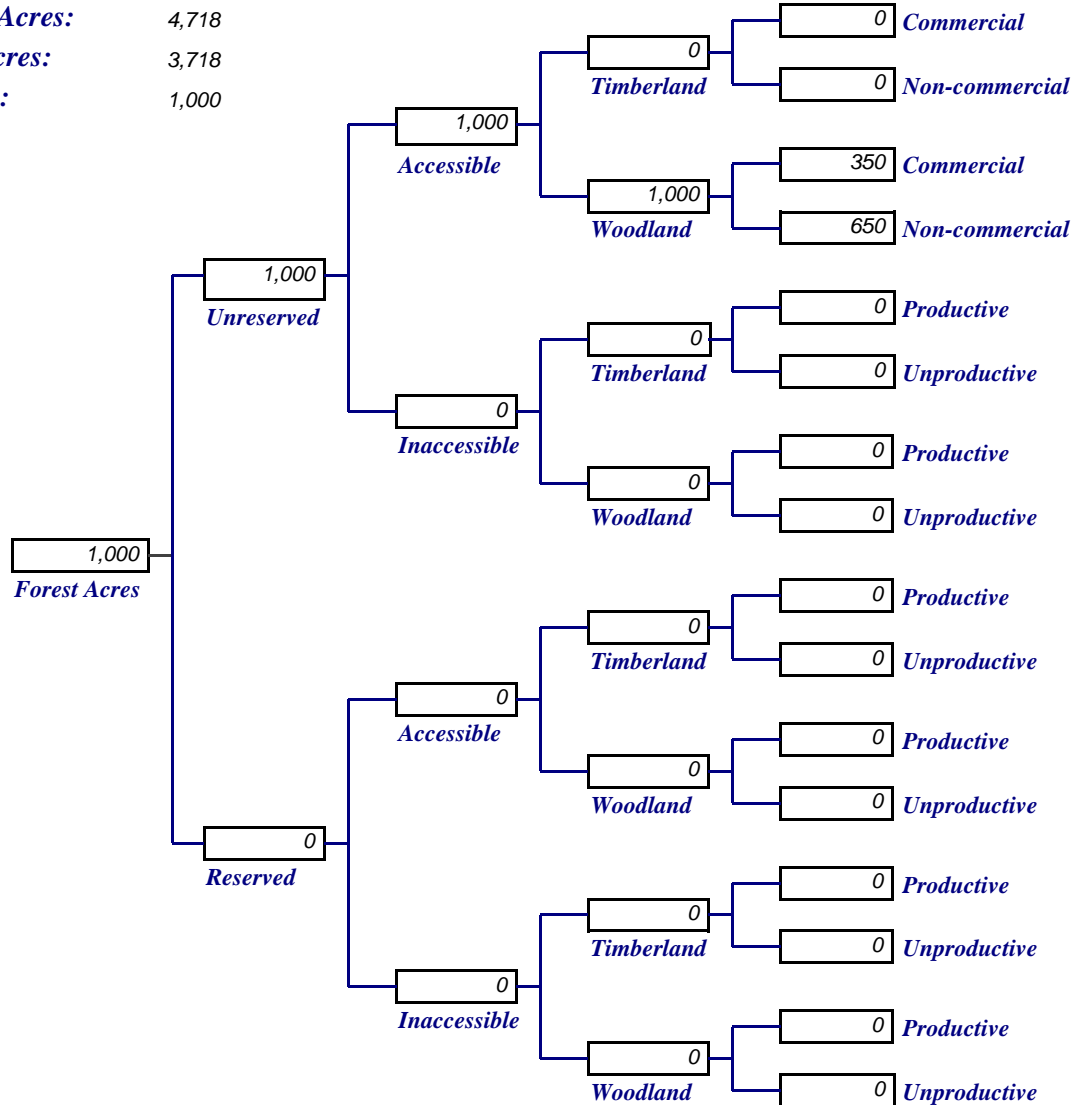 Acres: 4,718
cres: 3,718
: 1,000
0 Commercial
0
Timberland
0 Non-commercial
1,000
Accessible
350 Commercial
1,000
Woodland
650 Non-commercial
1,000
Unreserved
0 Productive
0
Timberland
0 Unproductive
0
Inaccessible
0 Productive
0
Woodland
0 Unproductive
1,000
Forest Acres
0 Productive
0
Timberland
0 Unproductive
0
Accessible
0 Productive
0
Woodland
0 Unproductive
0
Reserved
0 Productive
0
Timberland
0 Unproductive
0
Inaccessible
0 Productive
0
Woodland
0 Unproductive